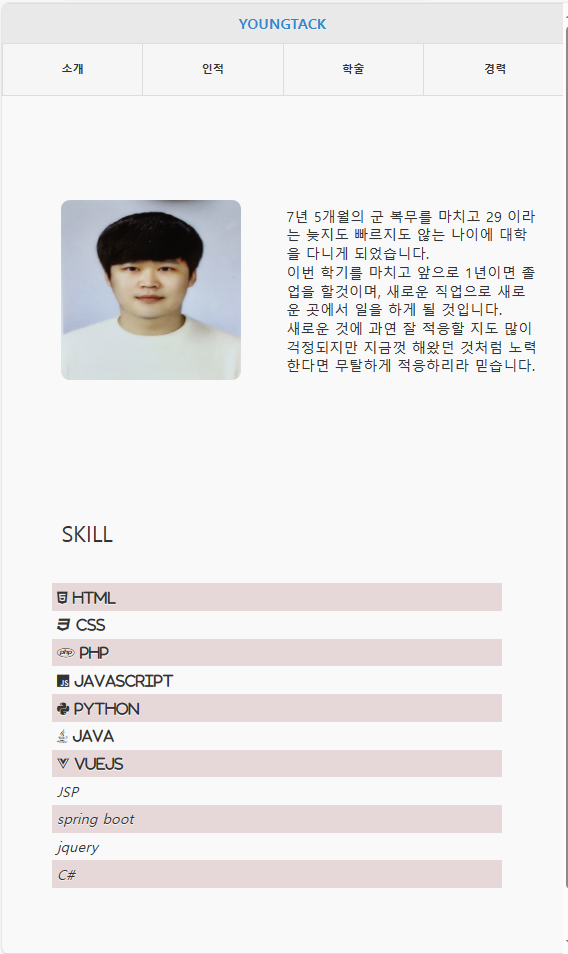 YOUNGTACK
소개 인적 학술 경력
7년 5개월의 군 복무를 마치고 29 이라
는 늦지도 빠르지도 않는 나이에 대학
을 다니게 되었습니다.
이번 학기를 마치고 앞으로 1년이면 졸
업을 할것이며, 새로운 직업으로 새로
운 곳에서 일을 하게 될 것입니다.
새로운 것에 과연 잘 적응할 지도 많이
걱정되지만 지금껏 해왔던 것처럼 노력
한다면 무탈하게 적응하리라 믿습니다.
SKILL
HTML
CSS
php PHP
JS JAVASCRIPT
PYTHON
JAVA
VUEJS
JSP
spring boot
jquery
C#